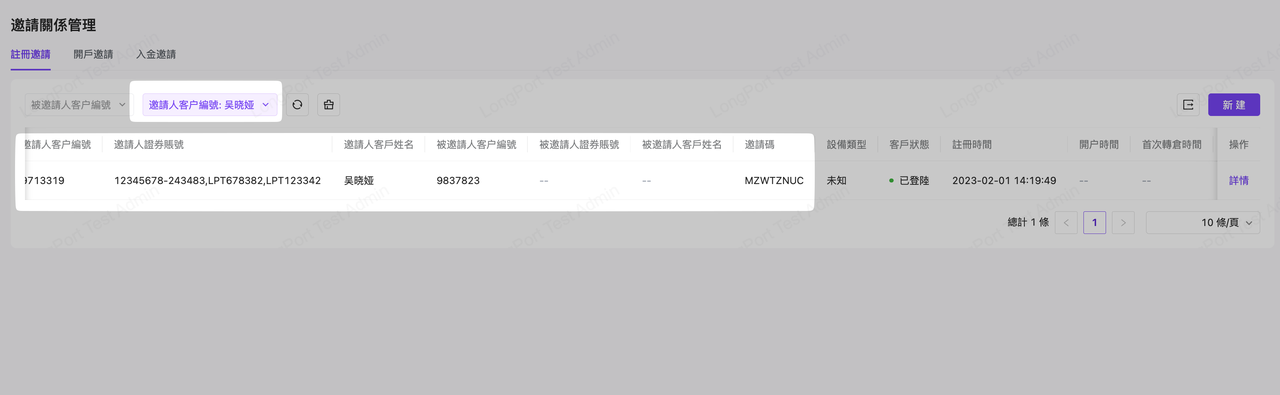 邀請關係管理
註冊邀請 開戶邀請 入金邀請
被邀請人客户編號 邀請人客户編號: 吴晓娅 新 建
邀請人客户編號 邀請人證券賬號 邀請人客戶姓名 被邀請人客户編號 被邀請人證券賬號 被邀請人客戶姓名 邀請碼 設備類型 客戶狀態 註冊時間 開户時間 首次轉倉時間 操作
9713319 12345678-243483,LPT678382,LPT123342 吴晓娅 9837823 -- -- MZWTZNUC 未知 已登陸 2023-02-01 14:19:49 -- -- 詳情
總計 1 條 1 10 條/頁
LongPort Test Admin